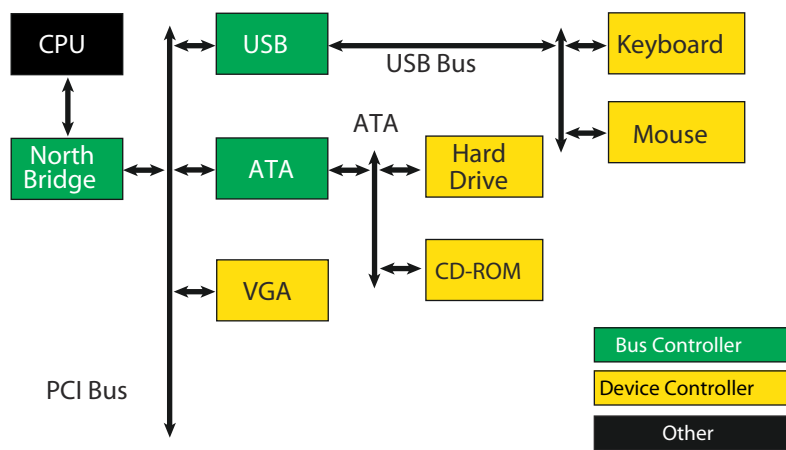 CPU
USB
Keyboard
USB Bus
Mouse
ATA
North
Bridge
ATA
Hard
Drive
VGA
CD-ROM
PCI Bus
Bus Controller
Device Controller
Other